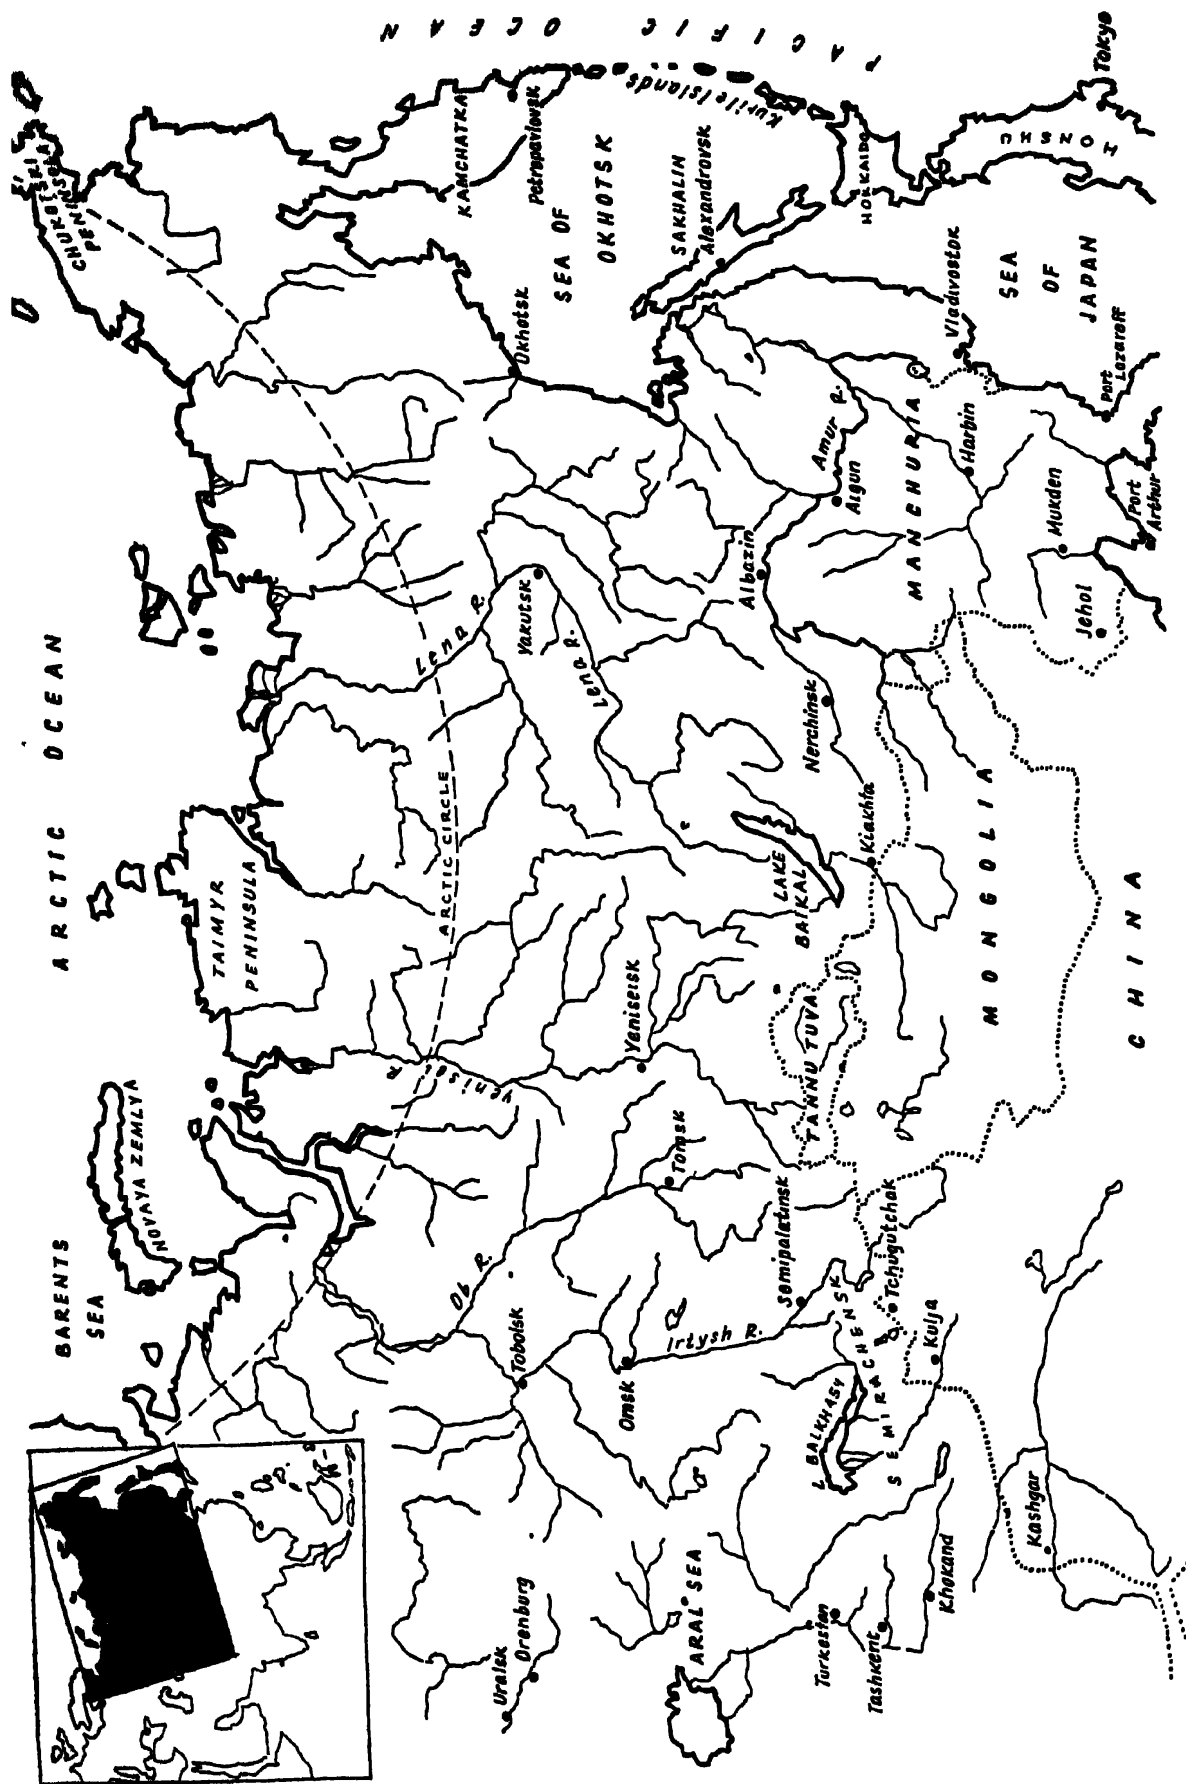 PACIFIC OCEAN
ARCTIC OCEAN
BARENTS
SEA
NOVAYA ZEMLYA
TAIMYR
PENINSULA
CHUKOTSKI
PENINSULA
ARCTIC CIRCLE
KAMCHATKA
Petropavlovsk
Kurile Islands
SEA OF
OKHOTSK
Okhotsk
SAKHALIN
Alexandrovsk
HOKKAIDO
HONSHU
Tokyo
SEA
OF
JAPAN
Vladivostok
Port
Lazareff
Lena R.
Yakutsk
Lena R.
Yenisei R.
Ob R.
Tobolsk
Uralsk
Orenburg
Omsk
Irtysh R.
Tomsk
Yeniseisk
LAKE
BAIKAL
Kiakhta
Nerchinsk
Albazin
Aigun
Amur R.
MANCHURIA
Harbin
Mukden
Port
Arthur
Jehol
MONGOLIA
CHINA
TANNU TUVA
Semipalatinsk
Tchugutchak
SEMIRACHENSK
L BALKHASH
Kulja
ARAL SEA
Turkestan
Tashkent
Khokand
Kashgar